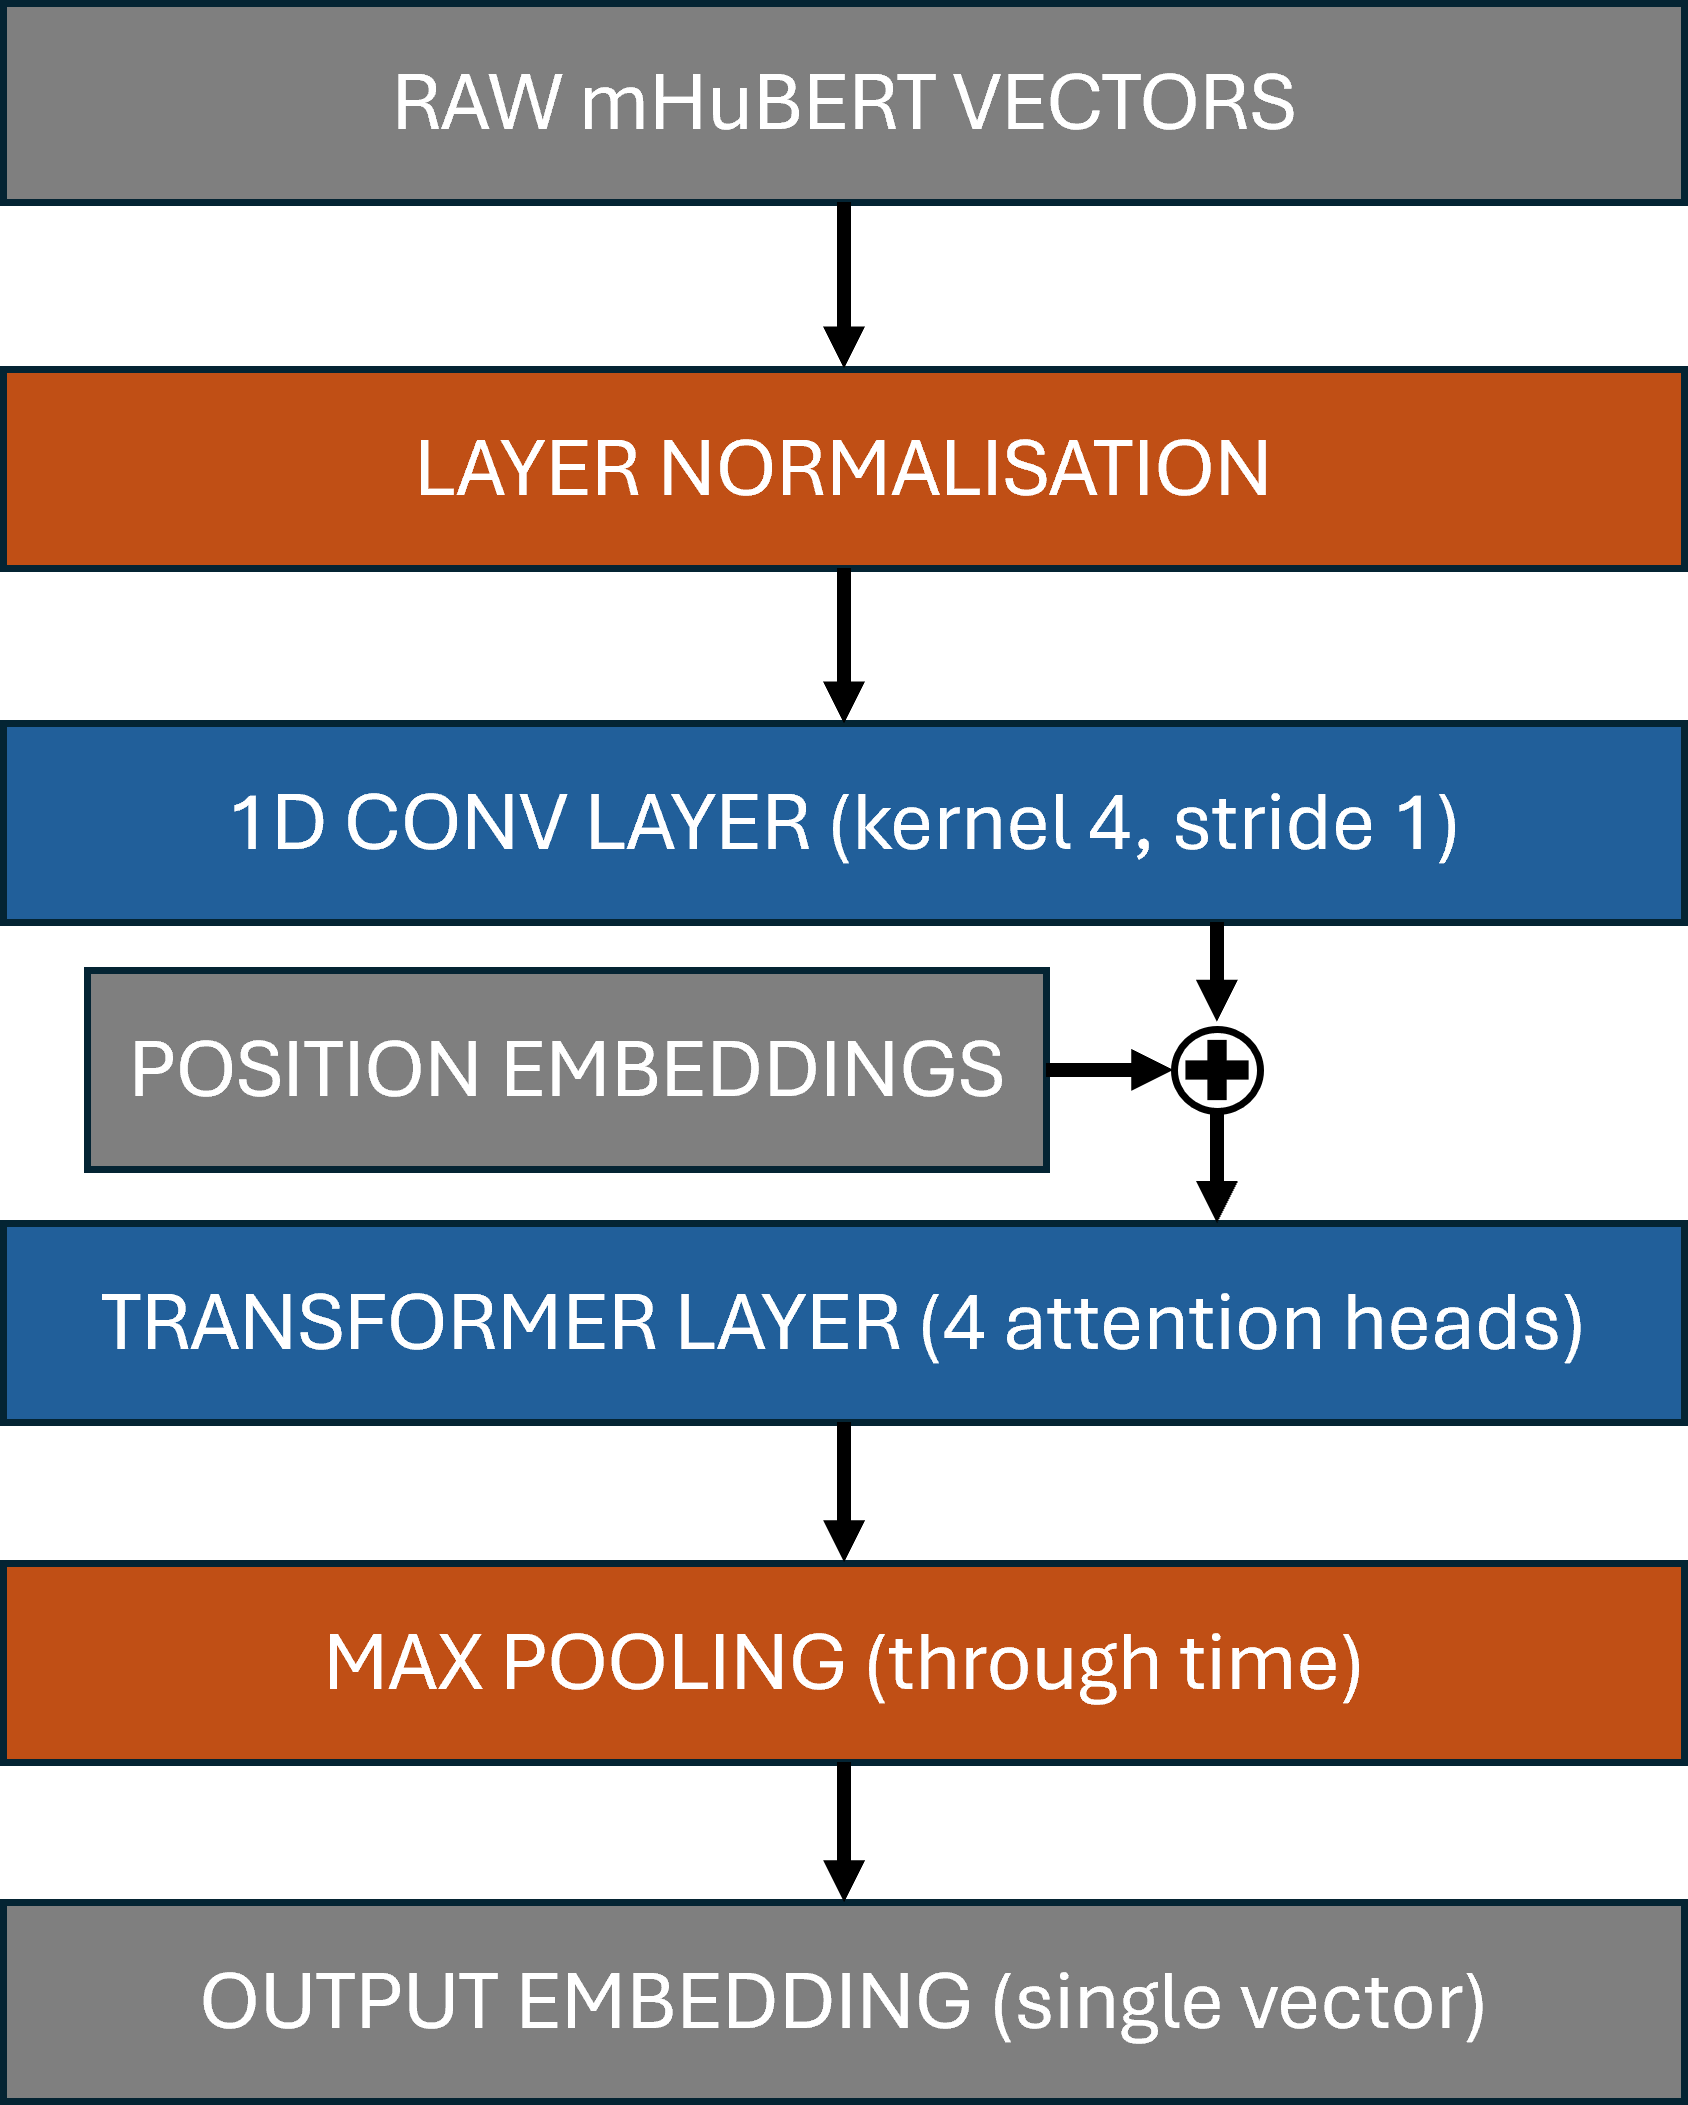 RAW mHuBERT VECTORS
LAYER NORMALISATION
1D CONV LAYER (kernel 4, stride 1)
POSITION EMBEDDINGS
TRANSFORMER LAYER (4 attention heads)
MAX POOLING (through time)
OUTPUT EMBEDDING (single vector)